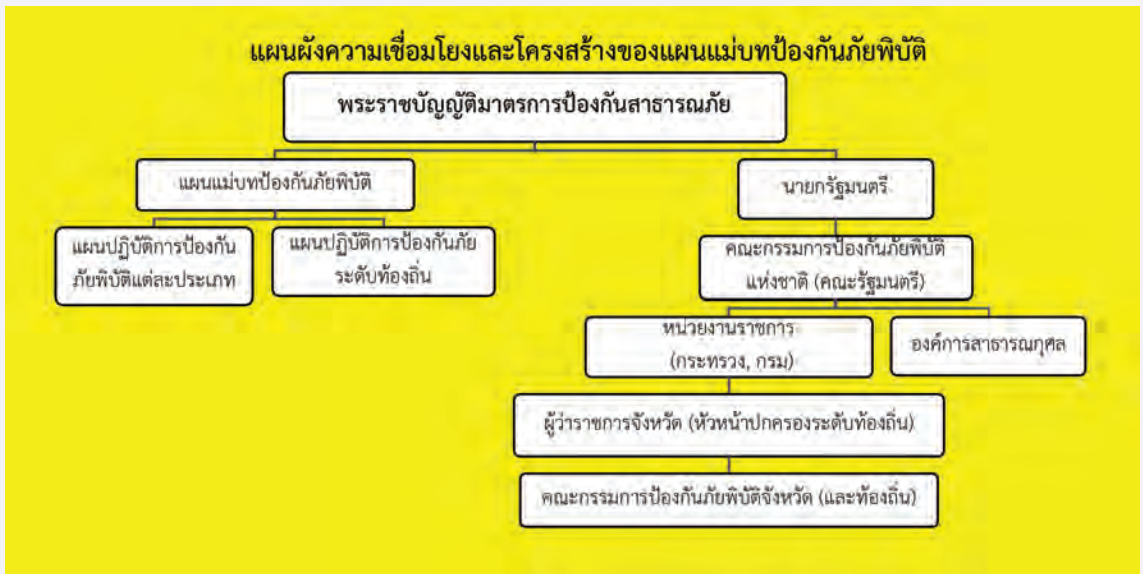 แผนผังความเชื่อมโยงและโครงสร้างของแผนแม่บทป้องกันภัยพิบัติ
พระราชบัญญัติมาตรการป้องกันสาธารณภัย
แผนแม่บทป้องกันภัยพิบัติ
นายกรัฐมนตรี
แผนปฏิบัติการป้องกัน
ภัยพิบัติแต่ละประเภท
แผนปฏิบัติการป้องกันภัย
ระดับท้องถิ่น
คณะกรรมการป้องกันภัยพิบัติ
แห่งชาติ (คณะรัฐมนตรี)
หน่วยงานราชการ
(กระทรวง, กรม)
องค์การสาธารณกุศล
ผู้ว่าราชการจังหวัด (หัวหน้าปกครองระดับท้องถิ่น)
คณะกรรมการป้องกันภัยพิบัติจังหวัด (และท้องถิ่น)